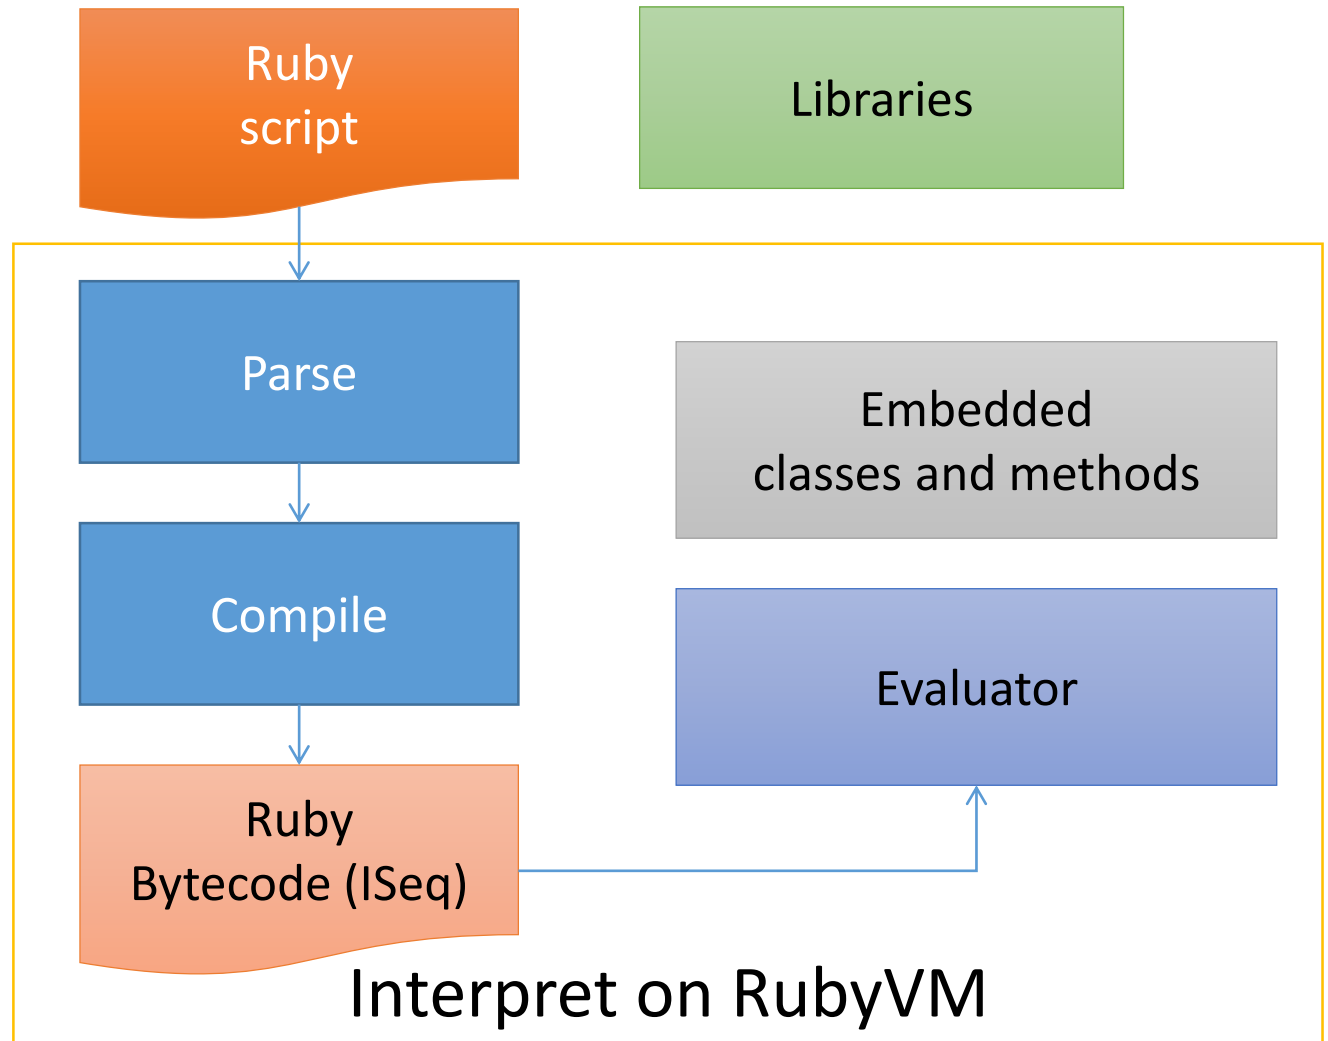 Ruby
script
Libraries
Parse
Embedded
classes and methods
Compile
Evaluator
Ruby
Bytecode (ISeq)
Interpret on RubyVM